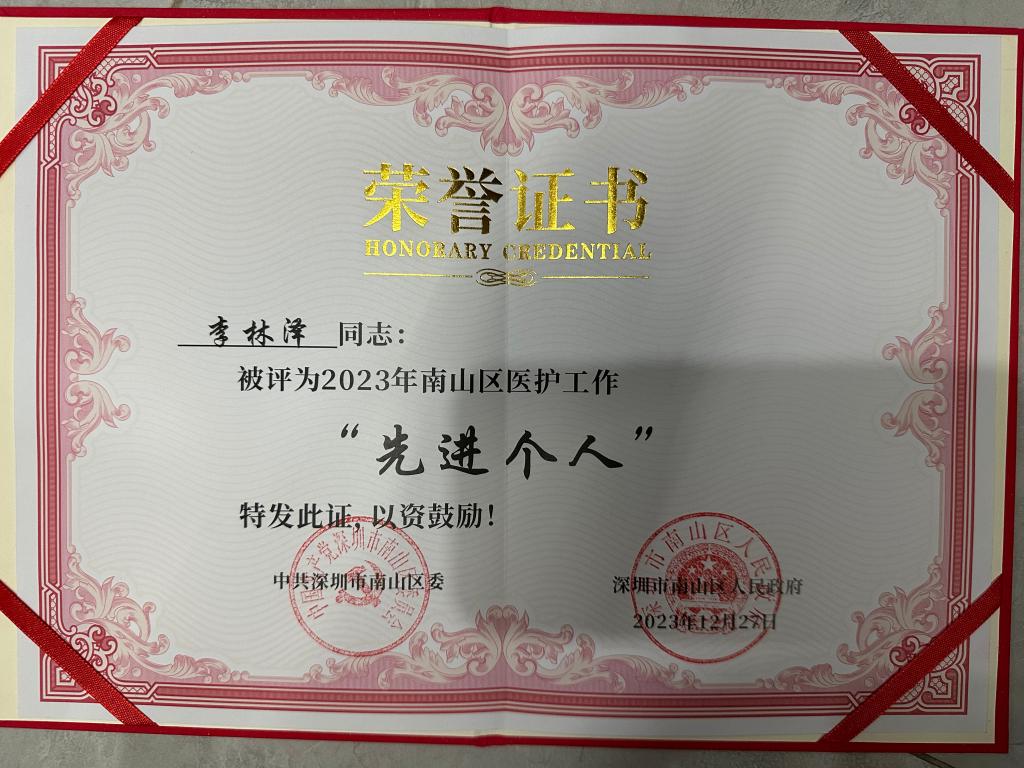 荣誉证书
HONORARY CREDENTIAL
李林泽 同志：
被评为2023年南山区医护工作
“先进个人”
特发此证，以资鼓励！
中共深圳市南山区委
深圳市南山区人民政府
2023年12月27日